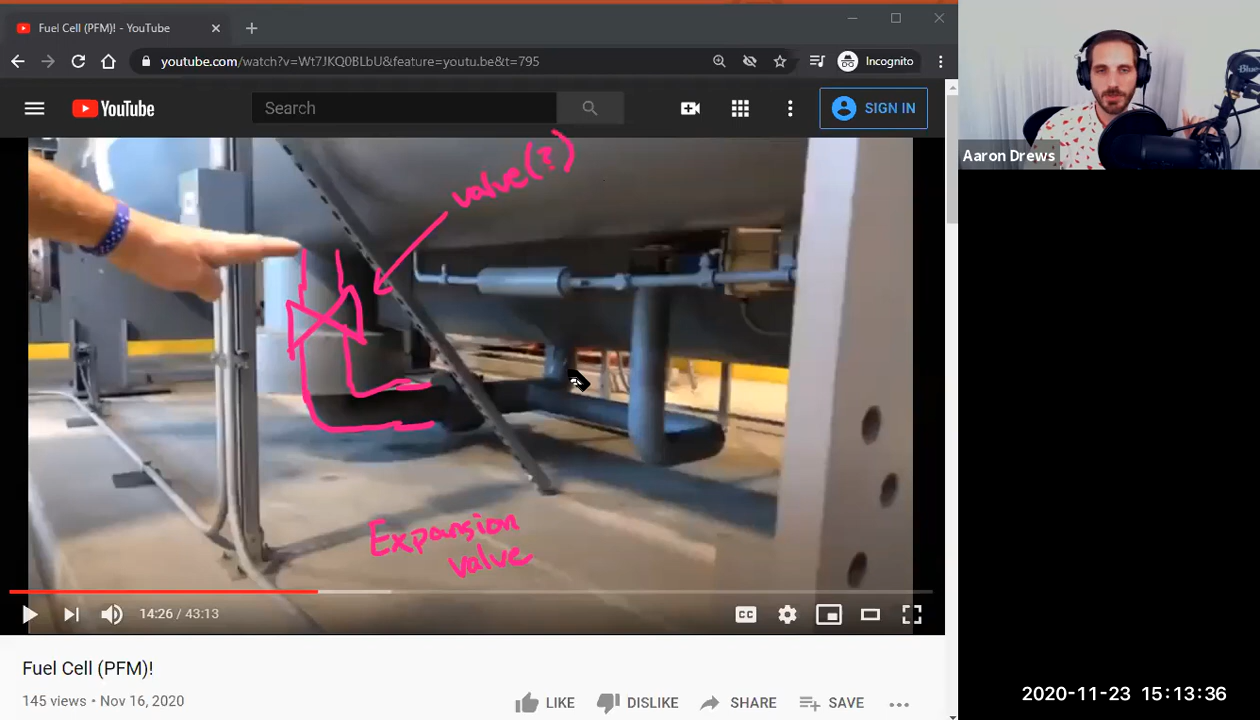 Fuel Cell (PFM)! - YouTube
youtube.com/watch?v=Wt7JKQ0BLbU&feature=youtu.be&t=795
Incognito
YouTube
Search
SIGN IN
Blue
Aaron Drews
valve(?)
Expansion
valve
14:26 / 43:13
CC
Fuel Cell (PFM)!
145 views • Nov 16, 2020
LIKE
DISLIKE
SHARE
SAVE
2020-11-23 15:13:36